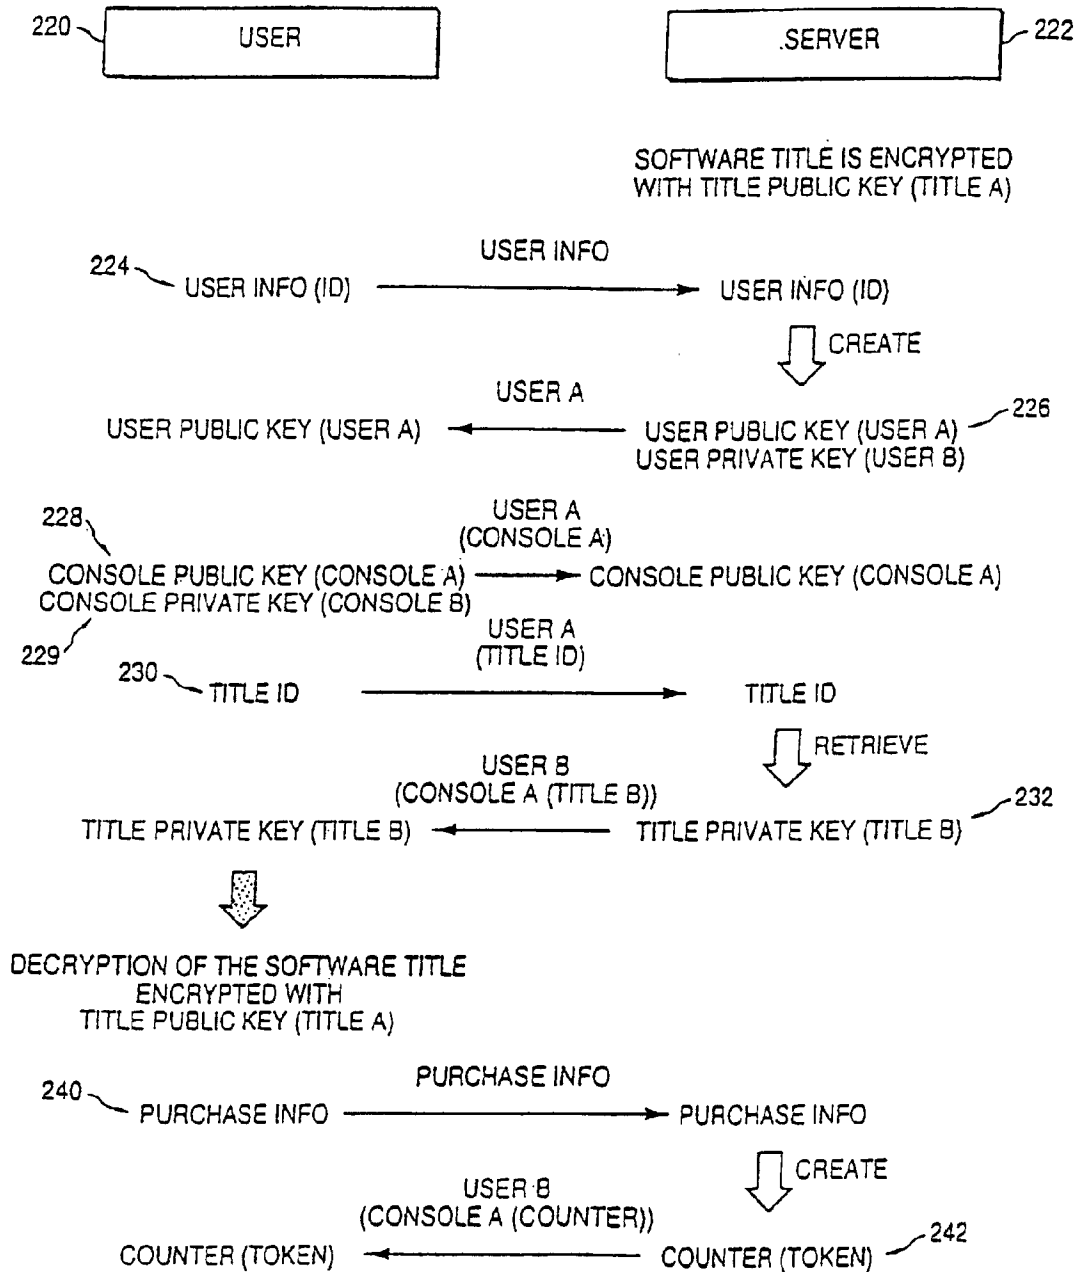 220
USER
.SERVER
222
SOFTWARE TITLE IS ENCRYPTED
WITH TITLE PUBLIC KEY (TITLE A)
224
USER INFO (ID)
USER INFO
USER INFO (ID)
CREATE
USER A
USER PUBLIC KEY (USER A)
USER PUBLIC KEY (USER A)
USER PRIVATE KEY (USER B)
226
228
USER A
(CONSOLE A)
CONSOLE PUBLIC KEY (CONSOLE A)
CONSOLE PRIVATE KEY (CONSOLE B)
CONSOLE PUBLIC KEY (CONSOLE A)
229
USER A
(TITLE ID)
230
TITLE ID
TITLE ID
RETRIEVE
USER B
(CONSOLE A (TITLE B))
232
TITLE PRIVATE KEY (TITLE B)
TITLE PRIVATE KEY (TITLE B)
DECRYPTION OF THE SOFTWARE TITLE
ENCRYPTED WITH
TITLE PUBLIC KEY (TITLE A)
PURCHASE INFO
240
PURCHASE INFO
PURCHASE INFO
CREATE
USER B
(CONSOLE A (COUNTER))
COUNTER (TOKEN)
COUNTER (TOKEN)
242